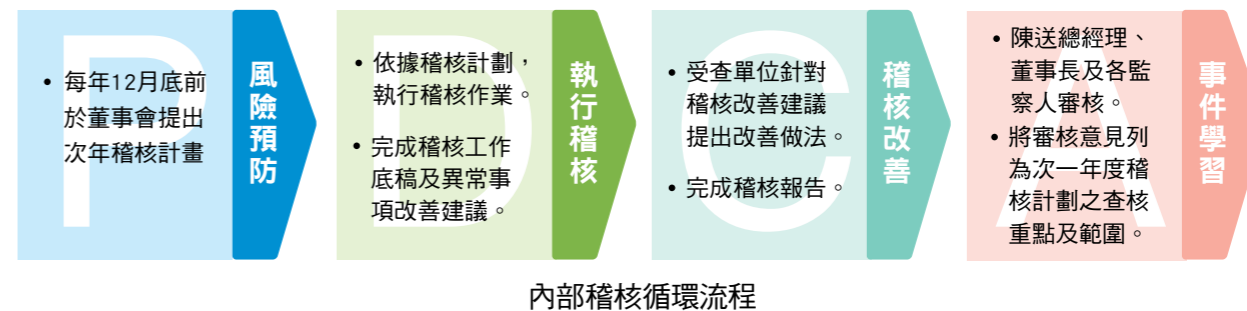 P
• 每年12月底前
於董事會提出
次年稽核計畫
風險預防
D
• 依據稽核計劃，
執行稽核作業。
• 完成稽核工作
底稿及異常事
項改善建議。
執行稽核
C
• 受查單位針對
稽核改善建議
提出改善做法。
• 完成稽核報告。
稽核改善
A
• 陳送總經理、
董事長及各監
察人審核。
• 將審核意見列
為次一年度稽
核計劃之查核
重點及範圍。
事件學習
內部稽核循環流程